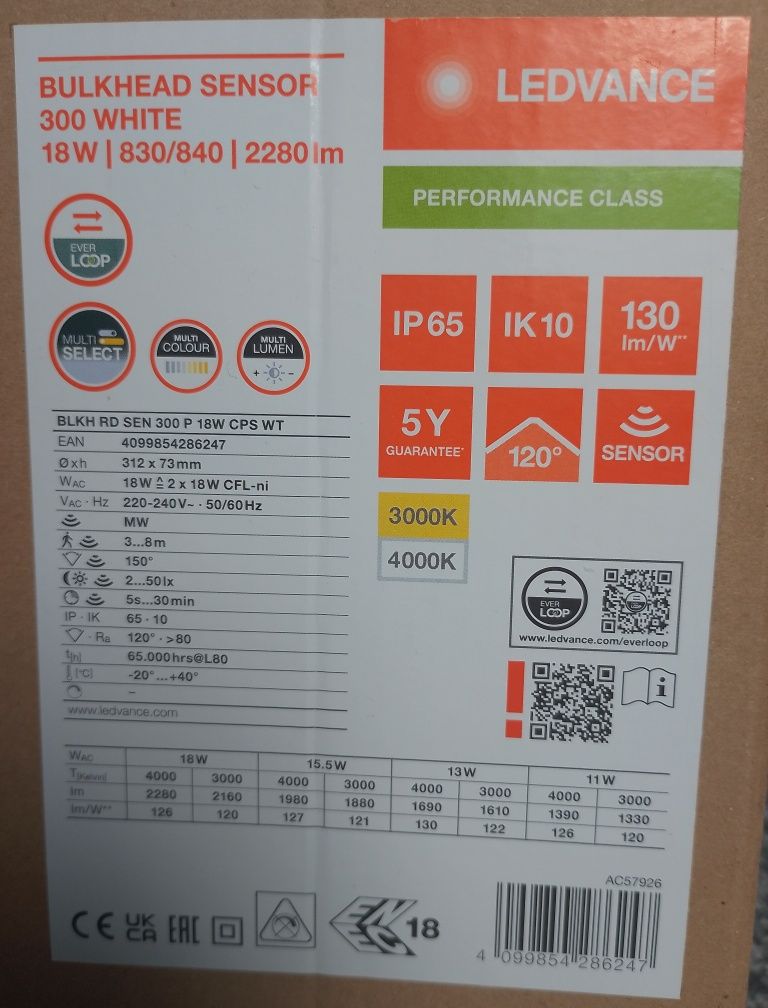 BULKHEAD SENSOR
300 WHITE
18W | 830/840 | 2280 lm
LEDVANCE
PERFORMANCE CLASS
EVER
LOOP
MULTI
SELECT
MULTI
COLOUR
MULTI
LUMEN
+ -
IP65
IK10
130
lm/W**
5Y
GUARANTEE*
120°
SENSOR
3000K
4000K
BLKH RD SEN 300 P 18W CPS WT
EAN 4099854286247
Ø x h 312 x 73mm
WAC 18W ≙ 2 x 18W CFL-ni
VAC · Hz 220-240V~ · 50/60Hz
MW
3...8m
150°
2...50lx
5s...30min
IP · IK 65 · 10
· Ra 120° · >80
t[h] 65.000hrs@L80
[°C] -20°...+40°
–
www.ledvance.com
EVER
LOOP
www.ledvance.com/everloop
i
WAC 18W 15.5W 13W 11W
T[Kelvin] 4000 3000 4000 3000 4000 3000 4000 3000
lm 2280 2160 1980 1880 1690 1610 1390 1330
lm/W** 126 120 127 121 130 122 126 120
CE UK CA EAC ENEC 18
AC57926
4 099854 286247